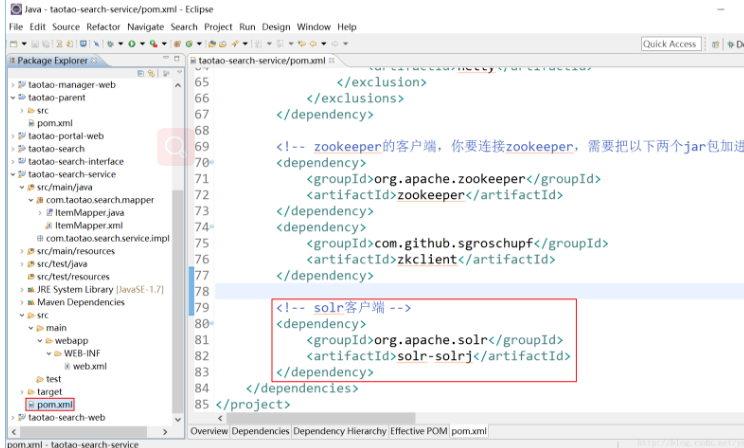 Java - taotao-search-service/pom.xml - Eclipse
File Edit Source Refactor Navigate Search Project Run Design Window Help
Quick Access
Package Explorer
taotao-manager-web
taotao-parent
src
pom.xml
taotao-portal-web
taotao-search
taotao-search-interface
taotao-search-service
src/main/java
com.taotao.search.mapper
ItemMapper.java
ItemMapper.xml
com.taotao.search.service.impl
src/main/resources
src/test/java
src/test/resources
JRE System Library [JavaSE-1.7]
Maven Dependencies
src
main
webapp
WEB-INF
web.xml
test
target
pom.xml
taotao-search-web
taotao-search-service/pom.xml
64 <artifactId>netty</artifactId>
65 </exclusion>
66 </exclusions>
67 </dependency>
68
69 <!-- zookeeper的客户端，你要连接zookeeper，需要把以下两个jar包加进
70 <dependency>
71 <groupId>org.apache.zookeeper</groupId>
72 <artifactId>zookeeper</artifactId>
73 </dependency>
74 <dependency>
75 <groupId>com.github.sgroschupf</groupId>
76 <artifactId>zkclient</artifactId>
77 </dependency>
78
79 <!-- solr客户端 -->
80 <dependency>
81 <groupId>org.apache.solr</groupId>
82 <artifactId>solr-solrj</artifactId>
83 </dependency>
84 </dependencies>
85 </project>
Overview Dependencies Dependency Hierarchy Effective POM pom.xml
pom.xml - taotao-search-service